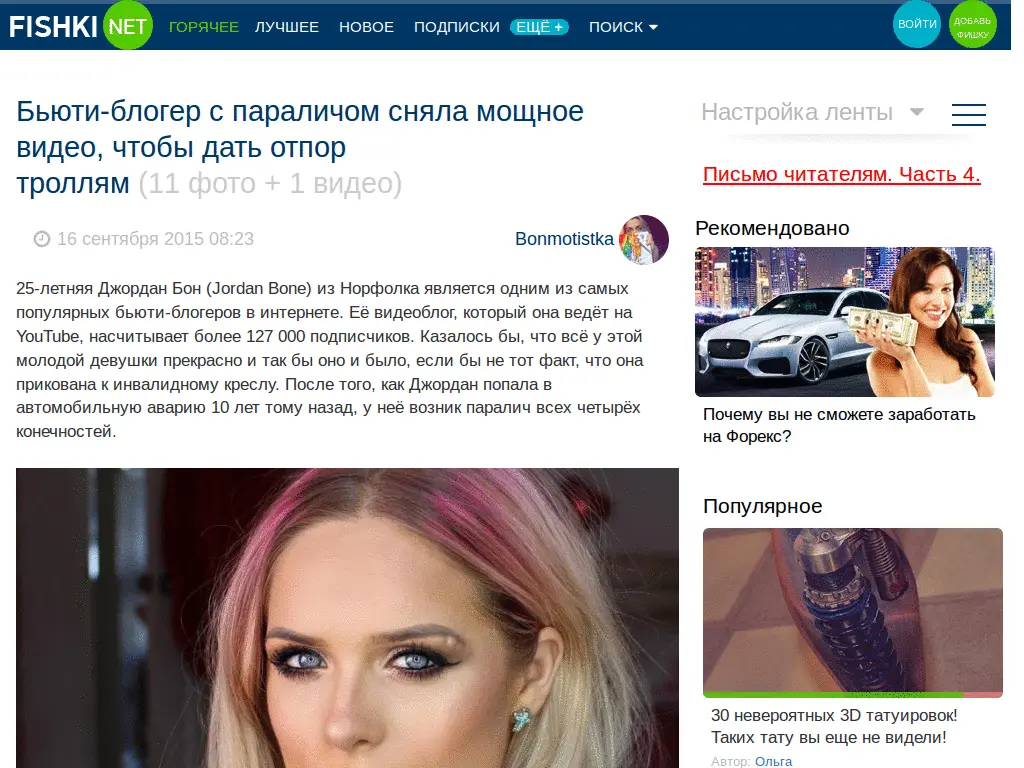 FISHKI NET ГОРЯЧЕЕ ЛУЧШЕЕ НОВОЕ ПОДПИСКИ ЕЩЁ + ПОИСК ВОЙТИ ДОБАВЬ ФИШКУ
Бьюти-блогер с параличом сняла мощное
видео, чтобы дать отпор
троллям (11 фото + 1 видео)
16 сентября 2015 08:23
Bonmotistka
25-летняя Джордан Бон (Jordan Bone) из Норфолка является одним из самых
популярных бьюти-блогеров в интернете. Её видеоблог, который она ведёт на
YouTube, насчитывает более 127 000 подписчиков. Казалось бы, что всё у этой
молодой девушки прекрасно и так бы оно и было, если бы не тот факт, что она
прикована к инвалидному креслу. После того, как Джордан попала в
автомобильную аварию 10 лет тому назад, у неё возник паралич всех четырёх
конечностей.
Настройка ленты
Письмо читателям. Часть 4.
Рекомендовано
Почему вы не сможете заработать
на Форекс?
Популярное
30 невероятных 3D татуировок!
Таких тату вы еще не видели!
Автор: Ольга